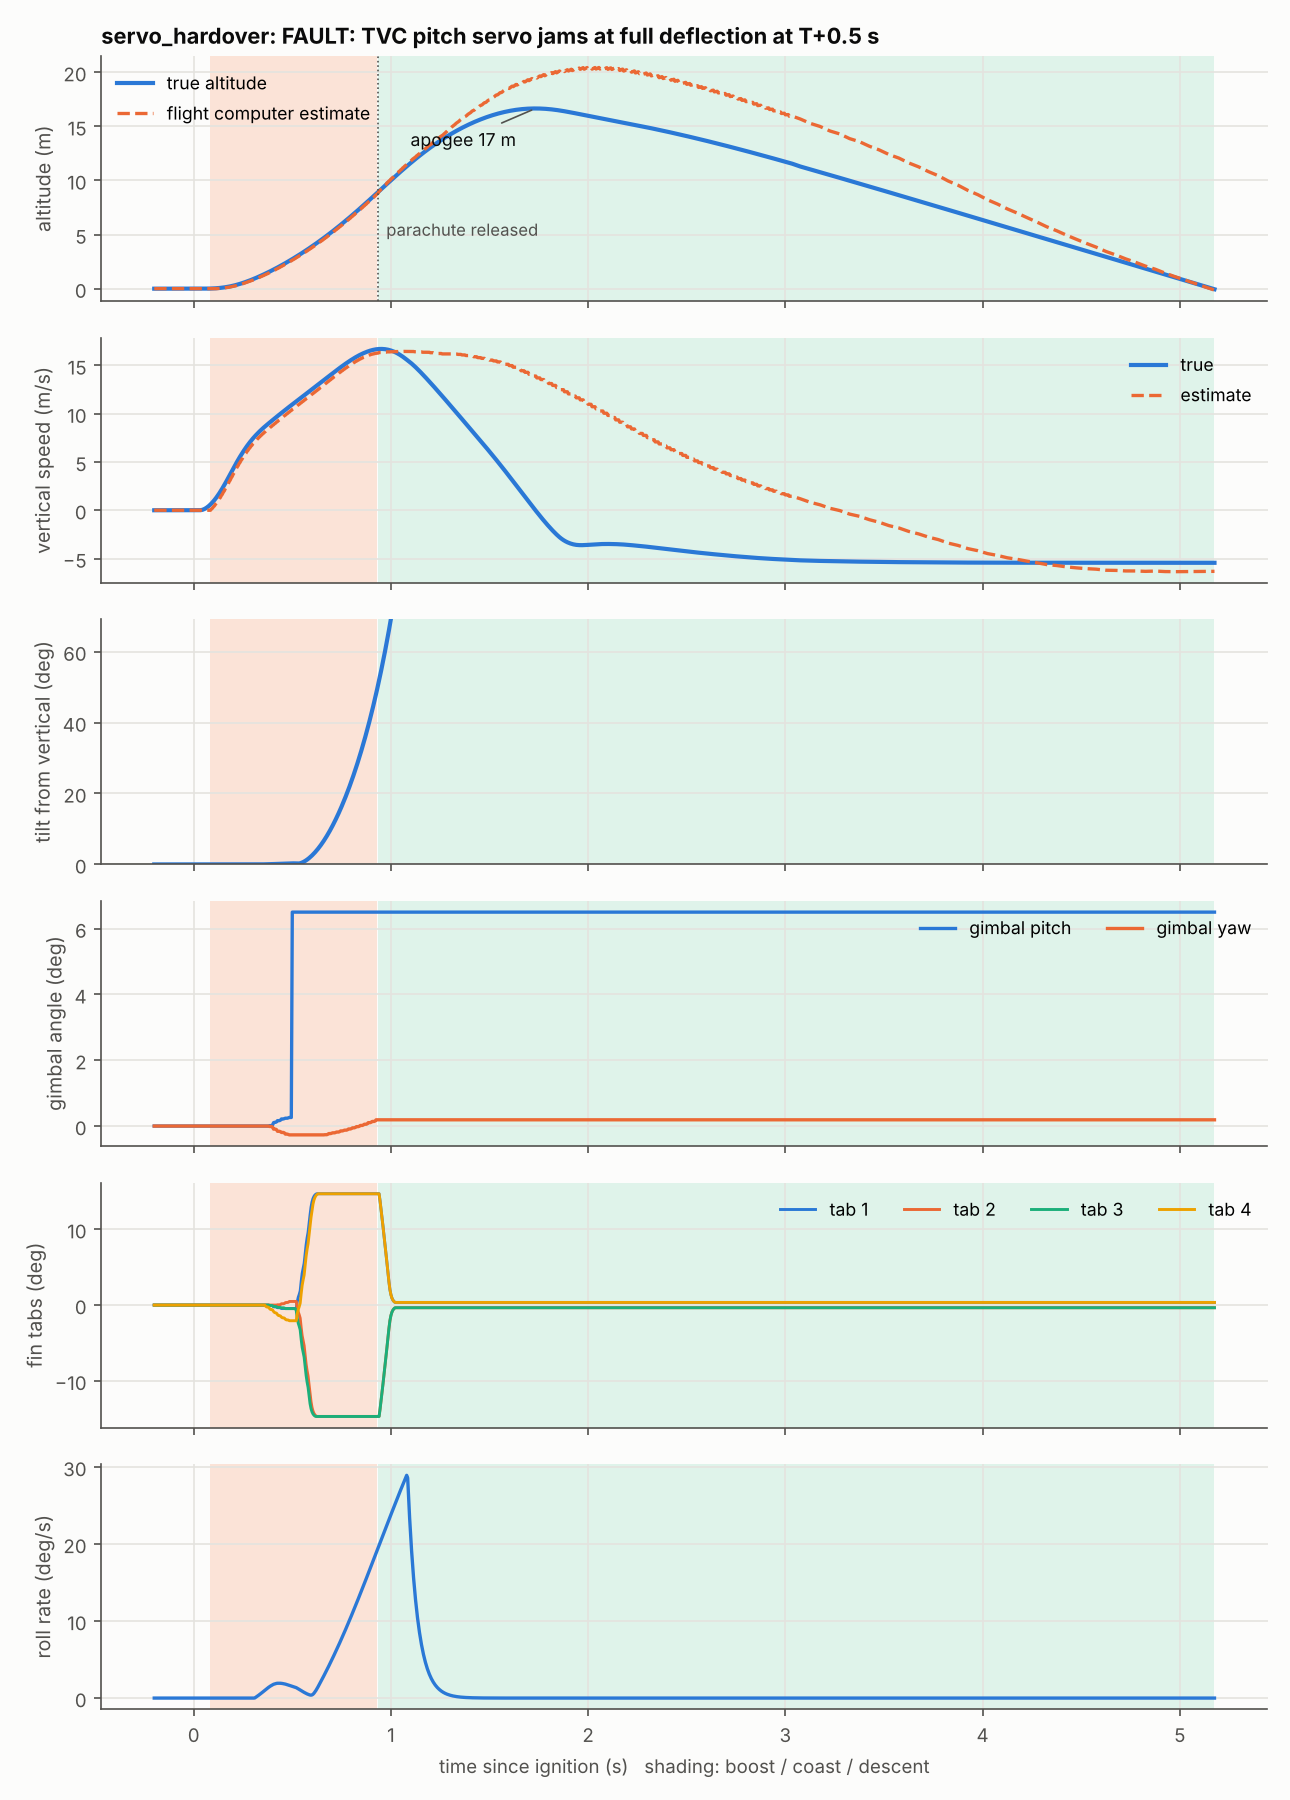 servo_hardover: FAULT: TVC pitch servo jams at full deflection at T+0.5 s
altitude (m)
20
15
10
5
0
true altitude
flight computer estimate
apogee 17 m
parachute released
vertical speed (m/s)
15
10
5
0
−5
true
estimate
tilt from vertical (deg)
60
40
20
0
gimbal angle (deg)
6
4
2
0
gimbal pitch
gimbal yaw
fin tabs (deg)
10
0
−10
tab 1
tab 2
tab 3
tab 4
roll rate (deg/s)
30
20
10
0
0
1
2
3
4
5
time since ignition (s)   shading: boost / coast / descent